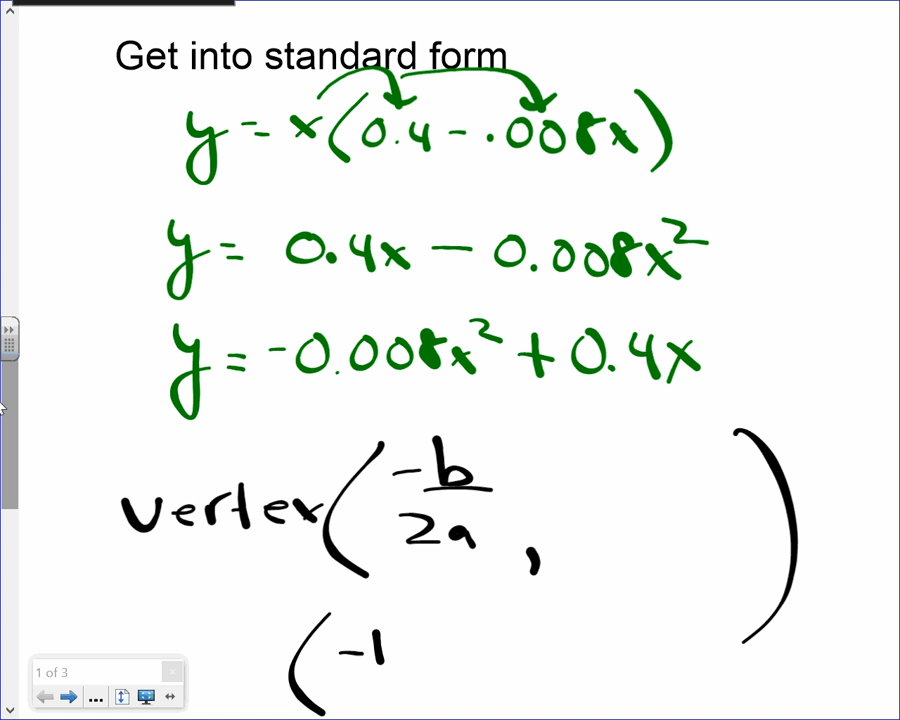 Get into standard form
y = x(0.4 - .008x)
y = 0.4x - 0.008x²
y = -0.008x² + 0.4x
vertex( -b/2a , )
( -1
1 of 3